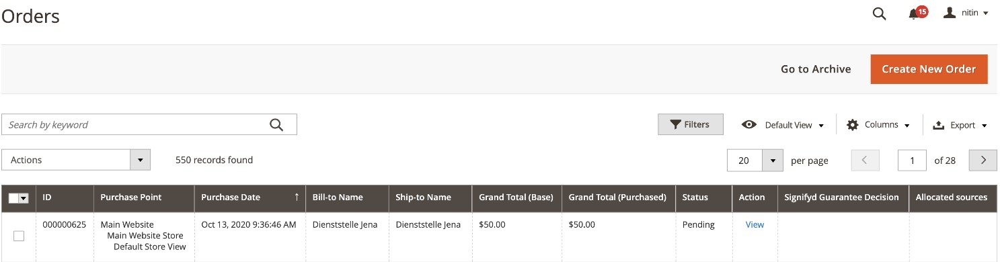 Orders
15
nitin
Go to Archive
Create New Order
Search by keyword
Filters
Default View
Columns
Export
Actions
550 records found
20
per page
1
of 28
ID
Purchase Point
Purchase Date ↑
Bill-to Name
Ship-to Name
Grand Total (Base)
Grand Total (Purchased)
Status
Action
Signifyd Guarantee Decision
Allocated sources
000000625
Main Website
Main Website Store
Default Store View
Oct 13, 2020 9:36:46 AM
Dienststelle Jena
Dienststelle Jena
$50.00
$50.00
Pending
View